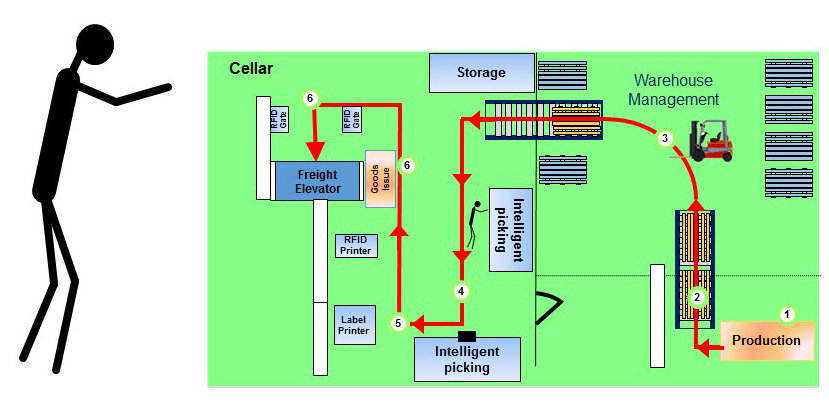 Cellar
Storage
Warehouse
Management
6
RFID
Gate
RFID
Gate
3
6
Freight
Elevator
Goods
Issue
Intelligent
picking
RFID
Printer
4
2
1
Label
Printer
5
Production
Intelligent
picking